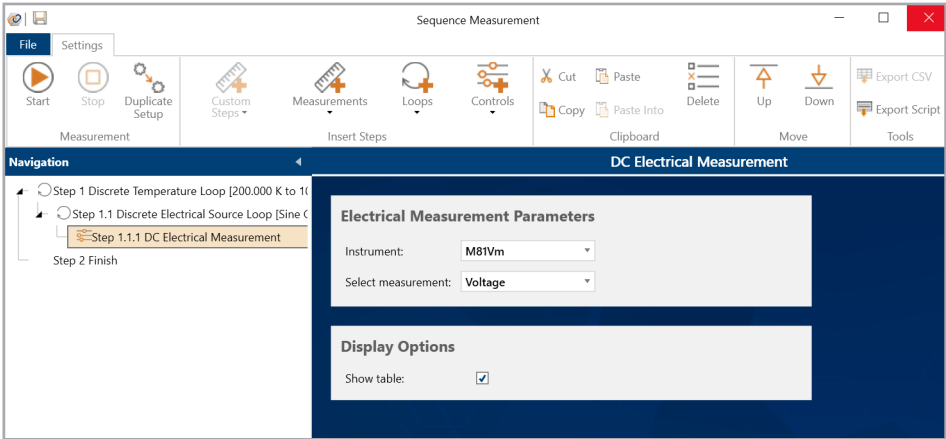 Sequence Measurement
File Settings
Start Stop Duplicate Setup Custom Steps Measurements Loops Controls Cut Paste Copy Paste Into Delete Up Down Export CSV Export Script
Measurement Insert Steps Clipboard Move Tools
Navigation DC Electrical Measurement
Step 1 Discrete Temperature Loop [200.000 K to 10
Step 1.1 Discrete Electrical Source Loop [Sine C
Step 1.1.1 DC Electrical Measurement
Step 2 Finish
Electrical Measurement Parameters
Instrument: M81Vm
Select measurement: Voltage
Display Options
Show table: